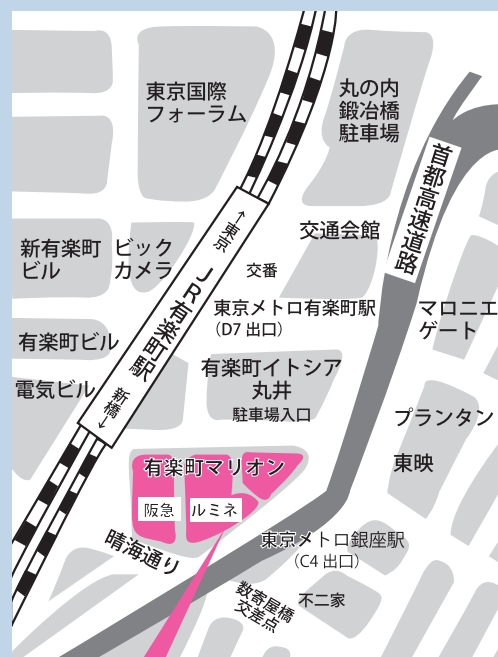 東京国際
フォーラム
丸の内
鍛冶橋
駐車場
首都高速道路
←東京
JR有楽町駅
新橋→
新有楽町
ビル
ビック
カメラ
交番
交通会館
東京メトロ有楽町駅
(D7 出口)
マロニエ
ゲート
有楽町ビル
有楽町イトシア
丸井
駐車場入口
電気ビル
プランタン
東映
有楽町マリオン
阪急
ルミネ
晴海通り
東京メトロ銀座駅
(C4 出口)
数寄屋橋
交差点
不二家